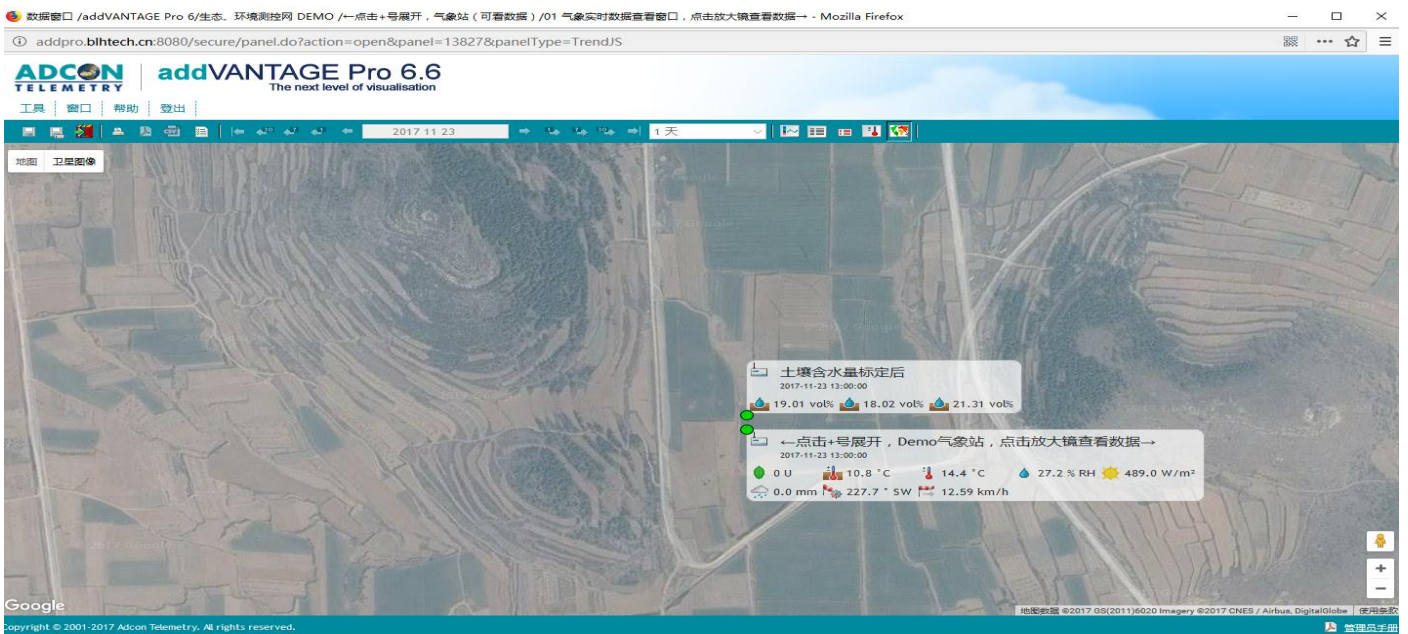 数据窗口 /addVANTAGE Pro 6/生态、环境测控网 DEMO /←点击+号展开，气象站（可看数据）/01 气象实时数据查看窗口，点击放大镜查看数据→ - Mozilla Firefox
addpro.blhtech.cn:8080/secure/panel.do?action=open&panel=13827&panelType=TrendJS
ADCON TELEMETRY
addVANTAGE Pro 6.6
The next level of visualisation
工具 窗口 帮助 登出
2017 11 23 1 天
地图 卫星图像
土壤含水量标定后
2017-11-23 13:00:00
19.01 vol% 18.02 vol% 21.31 vol%
←点击+号展开，Demo气象站，点击放大镜查看数据→
2017-11-23 13:00:00
0 U 10.8 °C 14.4 °C 27.2 % RH 489.0 W/m²
0.0 mm 227.7 ° SW 12.59 km/h
Google
地图数据 ©2017 GS(2011)6020 Imagery ©2017 CNES / Airbus, DigitalGlobe 使用条款
Copyright © 2001-2017 Adcon Telemetry. All rights reserved.
管理员手册